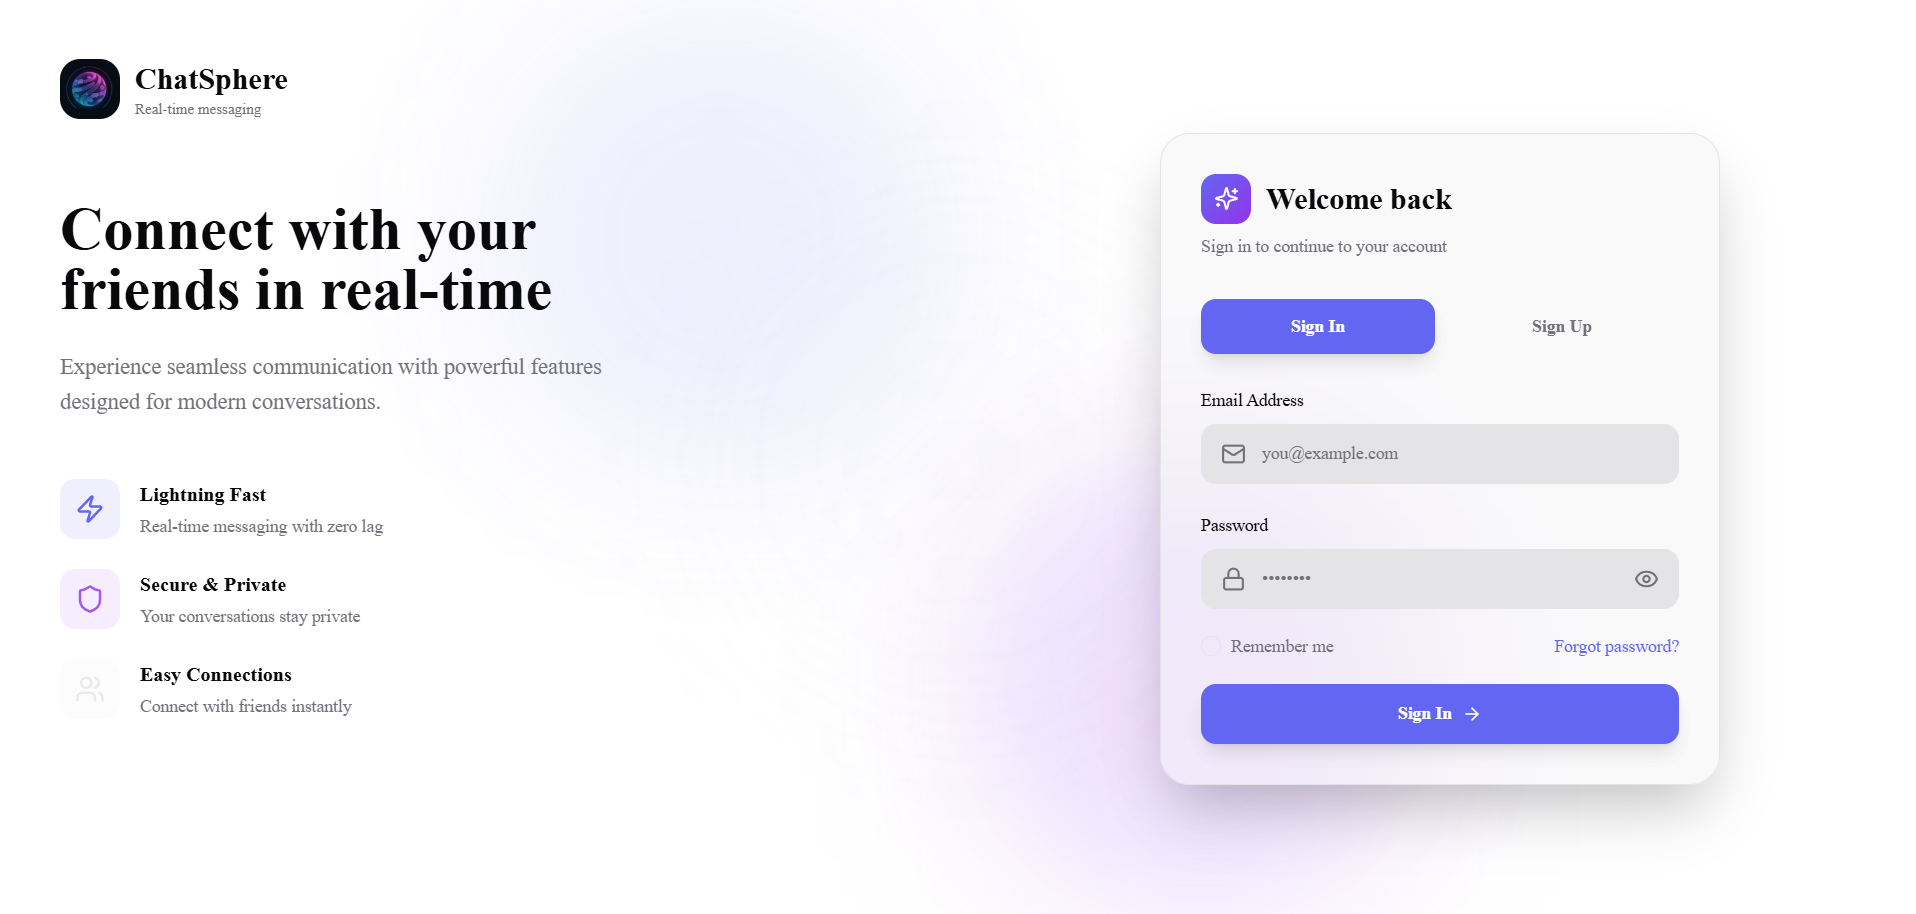 ChatSphere
Real-time messaging
Connect with your
friends in real-time
Experience seamless communication with powerful features
designed for modern conversations.
Lightning Fast
Real-time messaging with zero lag
Secure & Private
Your conversations stay private
Easy Connections
Connect with friends instantly
Welcome back
Sign in to continue to your account
Sign In
Sign Up
Email Address
you@example.com
Password
••••••••
Remember me
Forgot password?
Sign In